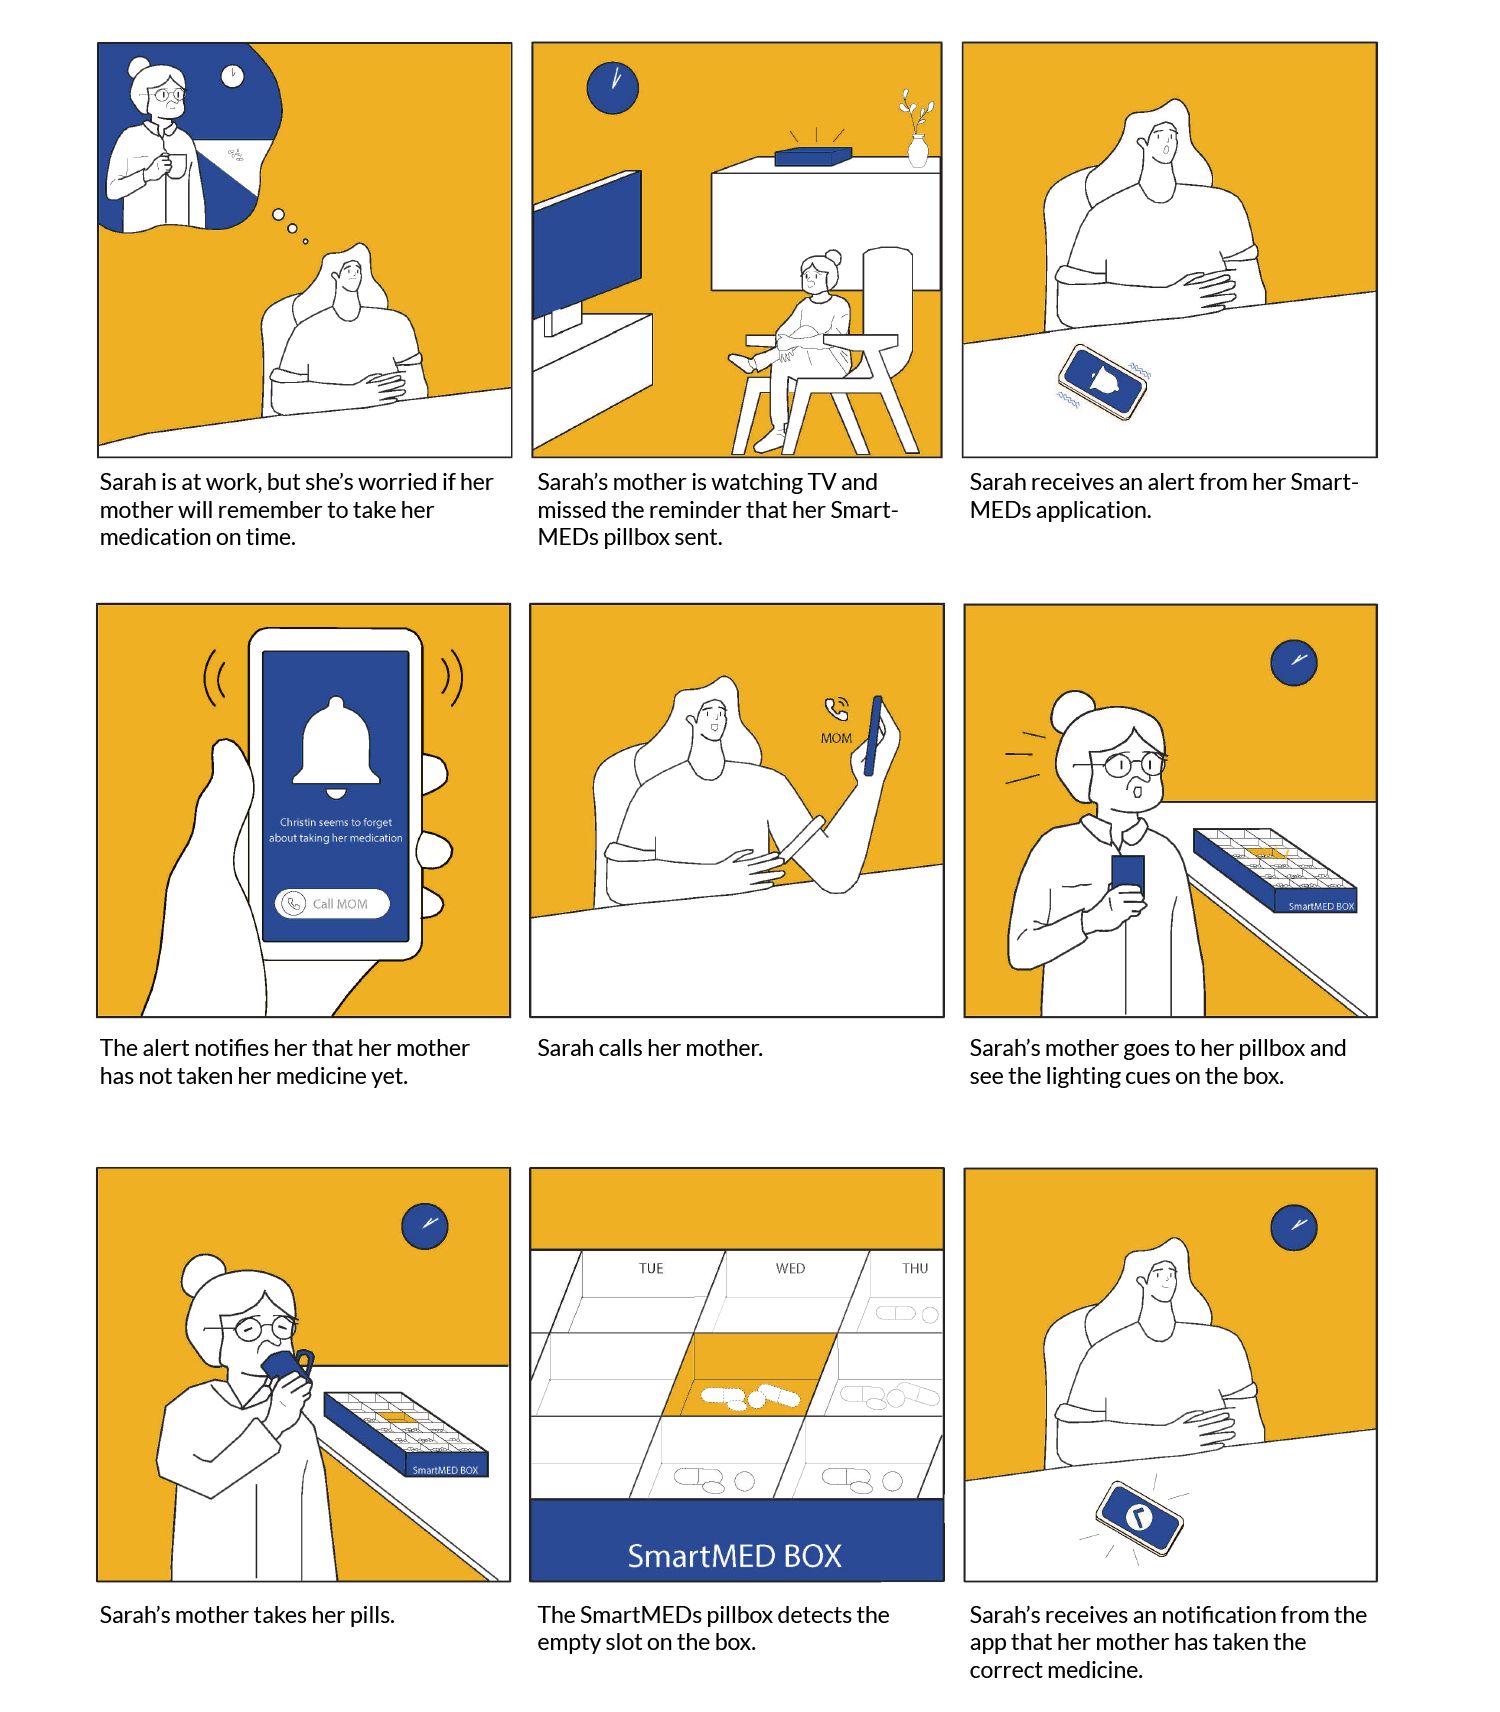 Sarah is at work, but she’s worried if her
mother will remember to take her
medication on time.
Sarah’s mother is watching TV and
missed the reminder that her Smart-
MEDs pillbox sent.
Sarah receives an alert from her Smart-
MEDs application.
Christin seems to forget
about taking her medication
Call MOM
The alert notifies her that her mother
has not taken her medicine yet.
MOM
Sarah calls her mother.
SmartMED BOX
Sarah’s mother goes to her pillbox and
see the lighting cues on the box.
SmartMED BOX
Sarah’s mother takes her pills.
TUE
WED
THU
SmartMED BOX
The SmartMEDs pillbox detects the
empty slot on the box.
Sarah’s receives an notification from the
app that her mother has taken the
correct medicine.